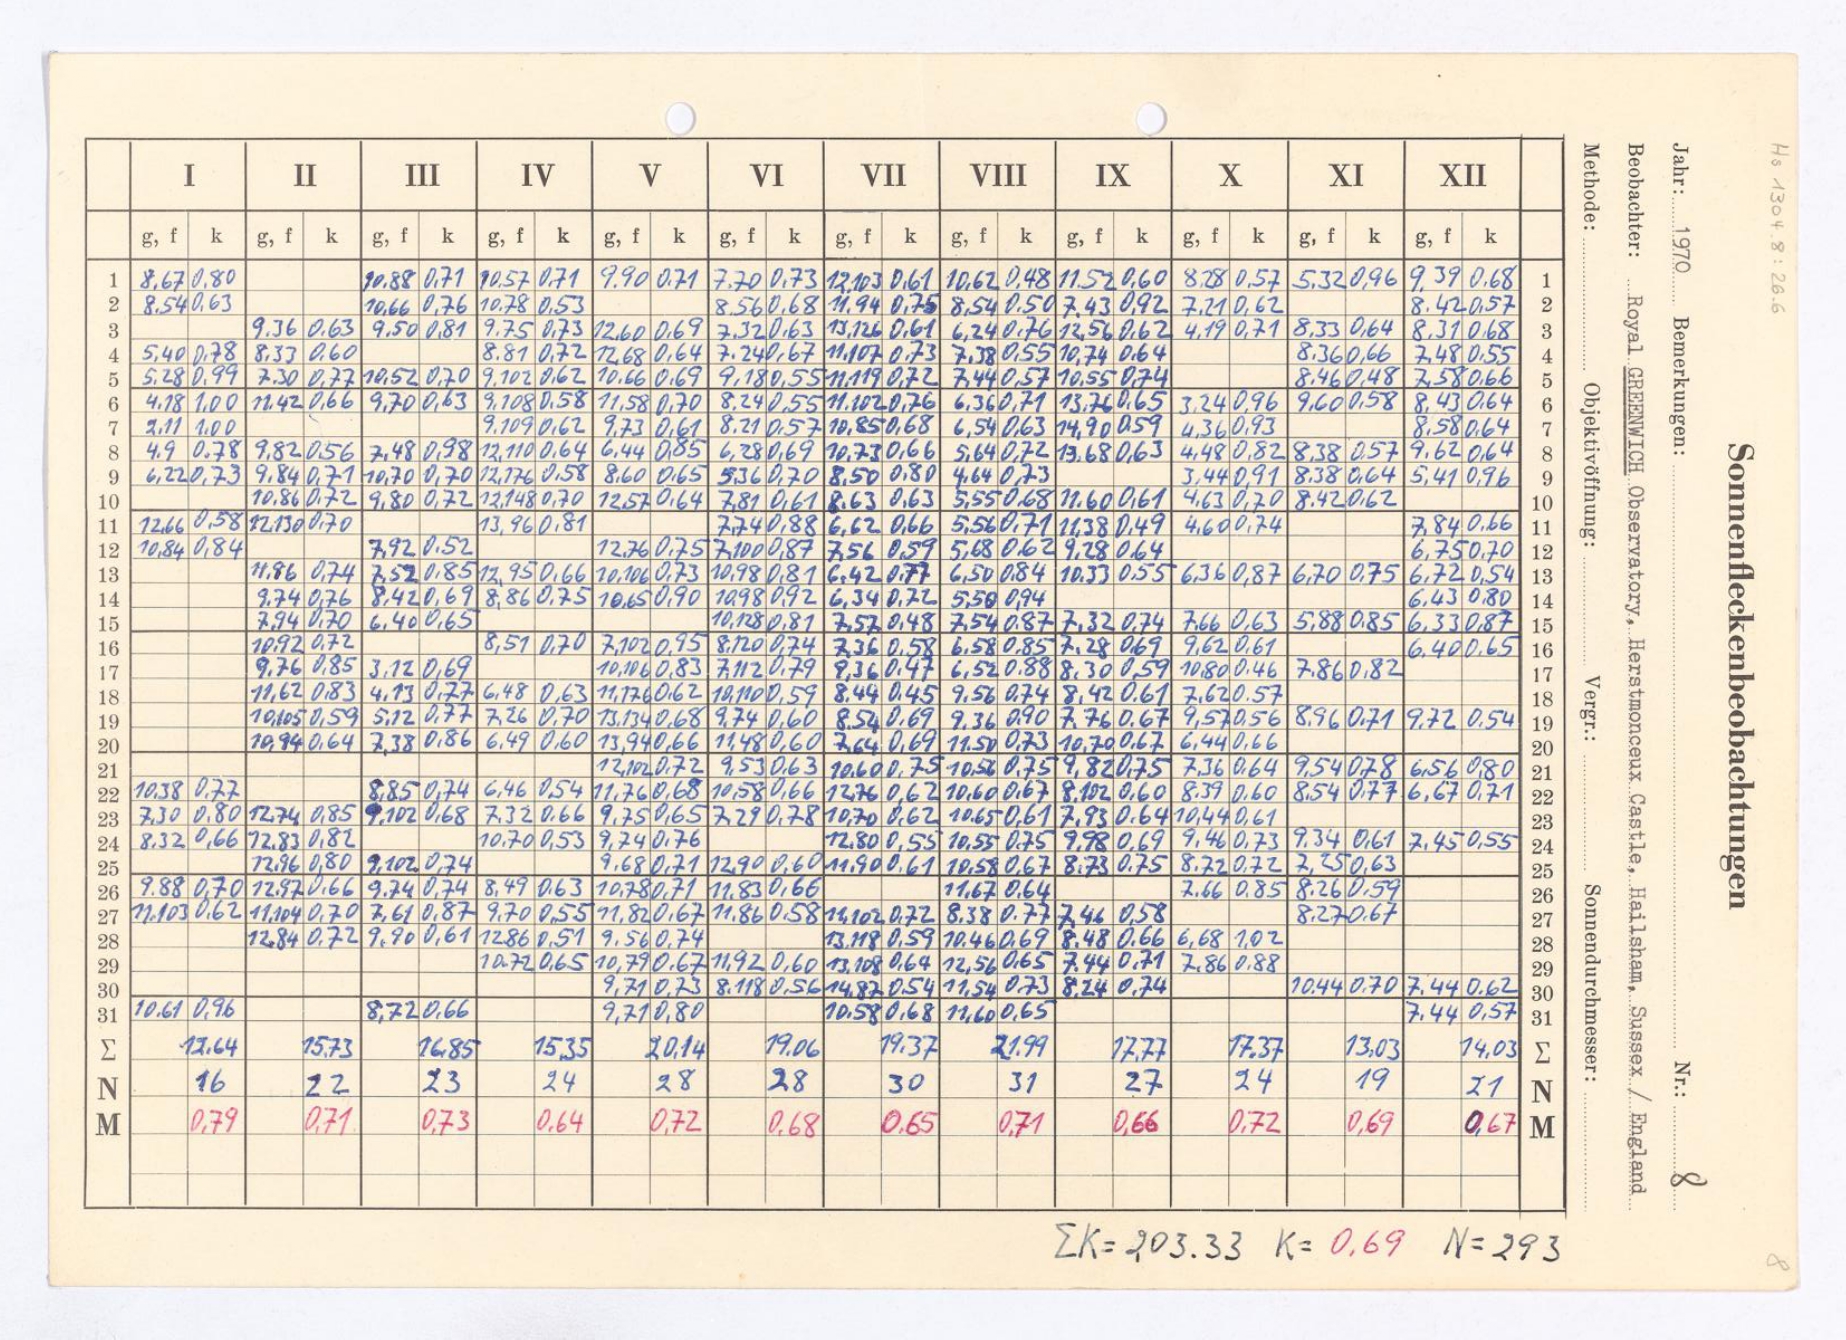 Hs 1304.8:26.6
Sonnenfleckenbeobachtungen
Jahr: 1970 Bemerkungen: Nr.: 8
Beobachter: Royal GREENWICH Observatory, Herstmonceux Castle, Hailsham, Sussex / England
Methode: Objektivöffnung: Vergr.: Sonnendurchmesser:
I II III IV V VI VII VIII IX X XI XII
g, f k g, f k g, f k g, f k g, f k g, f k g, f k g, f k g, f k g, f k g, f k g, f k
1 8,67 0,80 10.88 0,71 10.57 0,71 9.90 0.71 7.70 0,73 12,103 0,61 10,62 0,48 11.52 0,60 8.28 0,57 5.32 0,96 9,39 0,68 1
2 8,54 0,63 10,66 0,76 10.78 0,53 8.56 0,68 11.94 0,75 8,54 0,50 7,43 0,92 7,21 0,62 8.42 0,57 2
3 9,36 0,63 9,50 0,81 9,75 0,73 12,60 0,69 7,32 0,63 13,126 0,61 6,24 0,76 12,56 0,62 4,19 0,71 8,33 0,64 8,31 0,68 3
4 5,40 0,78 8,33 0,60 8.81 0,72 12,68 0,64 7.24 0,67 11,107 0,73 7,38 0,55 10,74 0,64 8.36 0,66 7,48 0.55 4
5 5,28 0,99 7,30 0,77 10,52 0,70 9,102 0,62 10,66 0,69 9,18 0,55 11,119 0,72 7,44 0,57 10,55 0,74 8.46 0,48 7,58 0,66 5
6 4,18 1,00 11,42 0,66 9,70 0,63 9,108 0,58 11,58 0,70 8,24 0,55 11,102 0,76 6,36 0,71 13,76 0,65 3,24 0,96 9,60 0,58 8,43 0,64 6
7 2,11 1,00 9,109 0,62 9,73 0,61 8.21 0,57 10,85 0,68 6,54 0,63 14,90 0,59 4,36 0,93 8,58 0,64 7
8 4,9 0,78 9,82 0,56 7,48 0,98 12,110 0,64 6,44 0,85 6,28 0,69 10,73 0,66 5,64 0,72 13.68 0,63 4,48 0,82 8,38 0,57 9,62 0,64 8
9 6,22 0,73 9,84 0,71 10,70 0,70 12,176 0,58 8,60 0,65 5,36 0,70 8,50 0,80 4,64 0,73 3,44 0,91 8,38 0,64 5,41 0,96 9
10 10,86 0,72 9,80 0,72 12,148 0,70 12,57 0,64 7,81 0,61 8,63 0,63 5,55 0,68 11.60 0,61 4,63 0,70 8,42 0,62 10
11 12,66 0,58 12,130 0,70 13,96 0,81 7,74 0,88 6,62 0,66 5,56 0,71 11,38 0,49 4.60 0,74 7,84 0,66 11
12 10,84 0,84 7,92 0,52 12,76 0,75 7,100 0,87 7,56 0,59 5,68 0,62 9,28 0,64 6,75 0,70 12
13 11,86 0,74 7,52 0,85 12,95 0,66 10,106 0,73 10,98 0,81 6,42 0,77 6,50 0,84 10,33 0,55 6,36 0,87 6,70 0,75 6,72 0,54 13
14 9,74 0,76 8,42 0,69 8,86 0,75 10,65 0,90 10,98 0,92 6,34 0,72 5,50 0,94 6,43 0,80 14
15 7,94 0,70 6,40 0,65 10,128 0,81 7,57 0,48 7,54 0,87 7,32 0,74 7,66 0,63 5,88 0,85 6,33 0,87 15
16 10,92 0,72 8,51 0,70 7,102 0,95 8,120 0,74 7,36 0,58 6,58 0,85 7,28 0,69 9,62 0,61 6,40 0,65 16
17 9,76 0,85 3,12 0,69 10,106 0,83 7,112 0,79 9,36 0,47 6,52 0,88 8,30 0,59 10,80 0,46 7,86 0,82 17
18 11,62 0,83 4,13 0,77 6,48 0,63 11,176 0,62 10,110 0,59 8,44 0,45 9,56 0,74 8,42 0,61 7,62 0,57 18
19 10,105 0,59 5,12 0,77 7,26 0,70 13,134 0,68 9,74 0,60 8,54 0,69 9,36 0,90 7,76 0,67 9,57 0,56 8,96 0,71 9,72 0,54 19
20 10,94 0,64 7,38 0,86 6,49 0,60 13,94 0,66 11,48 0,60 7,64 0,69 11.50 0,73 10,70 0,67 6,44 0,66 20
21 12,102 0,72 9,53 0,63 10.60 0,75 10,56 0,75 9,82 0,75 7,36 0,64 9,54 0,78 6,56 0,80 21
22 10,38 0,77 8,85 0,74 6,46 0,54 11,76 0,68 10,58 0,66 12,76 0,62 10,60 0,67 8,102 0,60 8,39 0,60 8,54 0,77 6,67 0,71 22
23 7,30 0,80 12,74 0,85 9,102 0,68 7,32 0,66 9,75 0,65 7,29 0,78 10,70 0,62 10,65 0,61 7,93 0,64 10,44 0,61 23
24 8,32 0,66 12,83 0,82 10,70 0,53 9,74 0,76 12,80 0,55 10,55 0,75 9,98 0,69 9,46 0,73 9,34 0,61 7,45 0,55 24
25 12,96 0,80 9,102 0,74 9,68 0,71 12,90 0,60 11,90 0,61 10,58 0,67 8,73 0,75 8,72 0,72 7,25 0,63 25
26 9.88 0,70 12,97 0,66 9,74 0,74 8,49 0,63 10,78 0,71 11,83 0,66 11,67 0,64 7.66 0,85 8,26 0,59 26
27 11,103 0,62 11,104 0,70 7,61 0,87 9,70 0,55 11,82 0,67 11,86 0,58 11,102 0,72 8,38 0,77 7,46 0,58 8,27 0,67 27
28 12,84 0,72 9,90 0,61 12,86 0,51 9,56 0,74 13,118 0,59 10,46 0,69 8,48 0,66 6,68 1,02 28
29 10,72 0,65 10,79 0,67 11,92 0,60 13,108 0,64 12,56 0,65 7,44 0,71 7,86 0,88 29
30 9,71 0,73 8,118 0,56 14,87 0,54 11,54 0,73 8,24 0,74 10,44 0,70 7,44 0,62 30
31 10.61 0,96 8,72 0,66 9,71 0,80 10,58 0,68 11,60 0,65 7,44 0,57 31
Σ 12.64 15,73 16,85 15,35 20,14 19,06 19.37 21.99 17,77 17.37 13,03 14,03 Σ
N 16 22 23 24 28 28 30 31 27 24 19 21 N
M 0,79 0,71 0,73 0,64 0,72 0,68 0,65 0,71 0,66 0,72 0,69 0,67 M
ΣK = 203.33 K = 0,69 N = 293
8